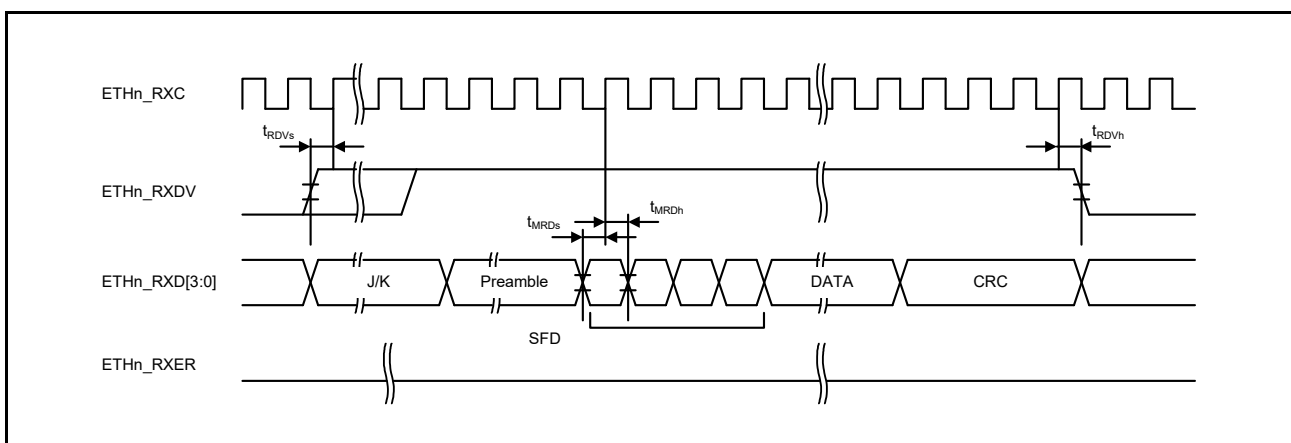 ETHn_RXC
tRDVs
tRDVh
ETHn_RXDV
tMRDs
tMRDh
ETHn_RXD[3:0]
J/K
Preamble
DATA
CRC
SFD
ETHn_RXER